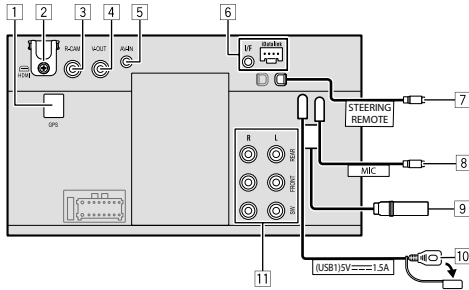 1 2 3 4 5 6
HDMI
R-CAM
V-OUT
AV-IN
I/F
iDatalink
GPS
STEERING
REMOTE
7
MIC
8
R L
REAR
FRONT
SW
9
10
11
(USB1)5V⎓1.5A